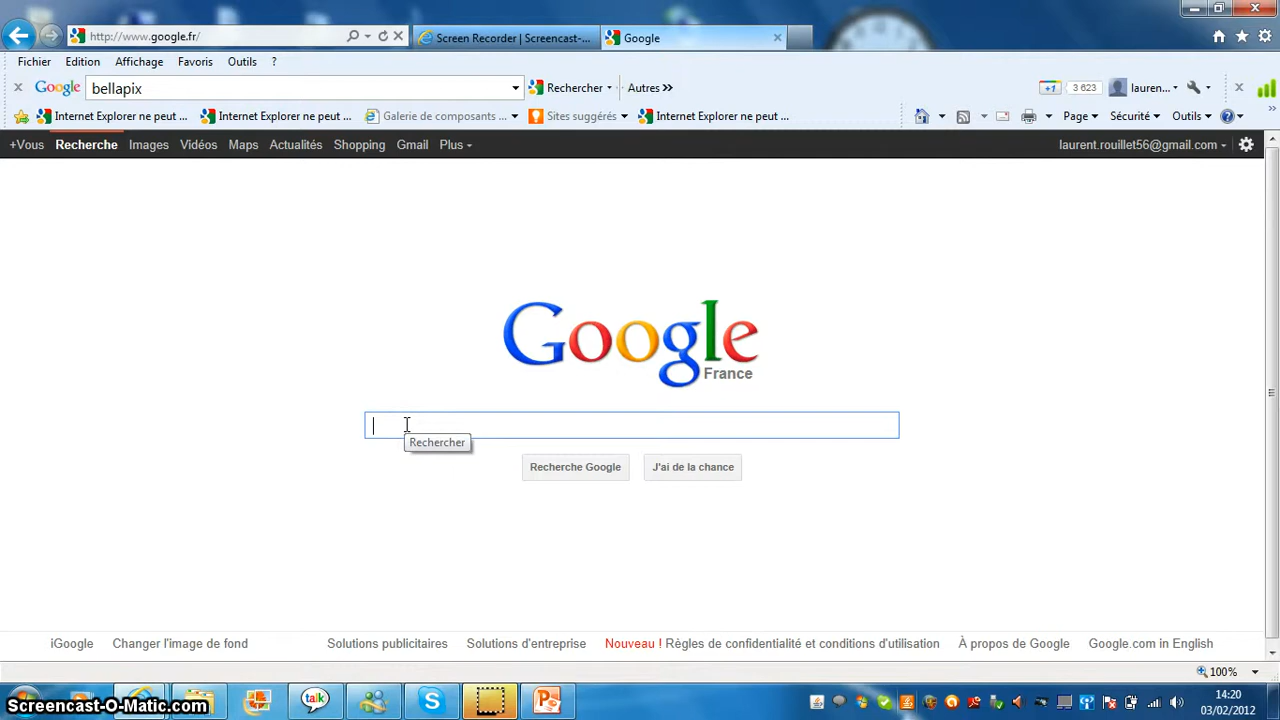 http://www.google.fr/
Screen Recorder | Screencast-...
Google
Fichier Edition Affichage Favoris Outils ?
Google bellapix Rechercher Autres »
+1 3 623 lauren...
Internet Explorer ne peut ... Internet Explorer ne peut ... Galerie de composants ... Sites suggérés Internet Explorer ne peut ... Page Sécurité Outils
+Vous Recherche Images Vidéos Maps Actualités Shopping Gmail Plus laurent.rouillet56@gmail.com
Google
France
Rechercher
Recherche Google J'ai de la chance
iGoogle Changer l'image de fond Solutions publicitaires Solutions d'entreprise Nouveau ! Règles de confidentialité et conditions d'utilisation À propos de Google Google.com in English
100%
Screencast-O-Matic.com
talk
14:20
03/02/2012